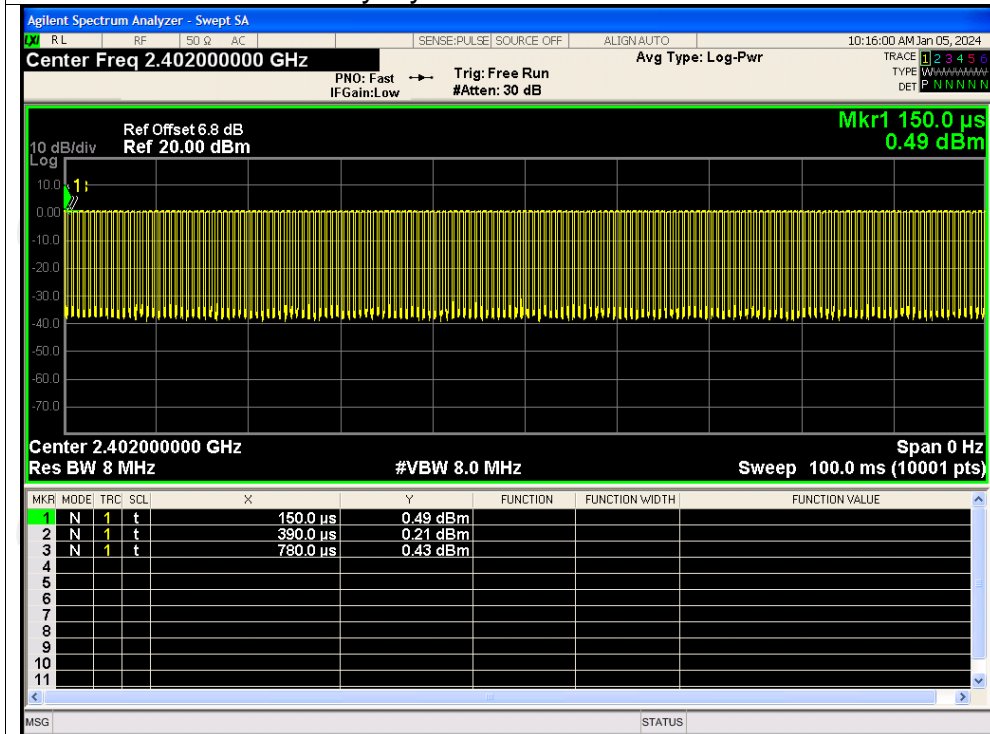 Agilent Spectrum Analyzer - Swept SA
LXI RL RF 50 Ω AC SENSE:PULSE SOURCE OFF ALIGNAUTO 10:16:00 AM Jan 05, 2024
Center Freq 2.402000000 GHz
PNO: Fast
IFGain:Low
Trig: Free Run
#Atten: 30 dB
Avg Type: Log-Pwr
TRACE 1 2 3 4 5 6
TYPE WWWWWWW
DET P N N N N N
Mkr1 150.0 µs
0.49 dBm
Ref Offset 6.8 dB
10 dB/div Ref 20.00 dBm
Log
10.0
1
0.00
-10.0
-20.0
-30.0
-40.0
-50.0
-60.0
-70.0
Center 2.402000000 GHz Span 0 Hz
Res BW 8 MHz #VBW 8.0 MHz Sweep 100.0 ms (10001 pts)
MKR MODE TRC SCL X Y FUNCTION FUNCTION WIDTH FUNCTION VALUE
1 N 1 t 150.0 µs 0.49 dBm
2 N 1 t 390.0 µs 0.21 dBm
3 N 1 t 780.0 µs 0.43 dBm
4
5
6
7
8
9
10
11
MSG STATUS